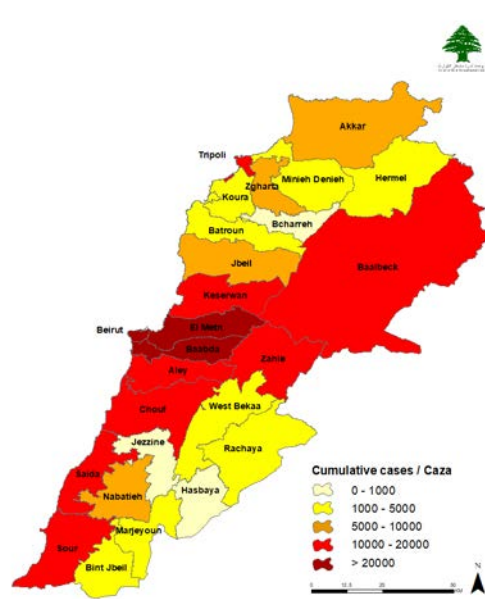 Akkar
Tripoli
Zgharta
Minieh Denieh
Hermel
Koura
Bcharreh
Batroun
Jbeil
Baalbeck
Keserwan
Beirut
El Metn
Baabda
Zahle
Aley
Chouf
West Bekaa
Jezzine
Rachaya
Saida
Nabatieh
Hasbaya
Marjeyoun
Sour
Bint Jbeil
Cumulative cases / Caza
0 - 1000
1000 - 5000
5000 - 10000
10000 - 20000
> 20000
N